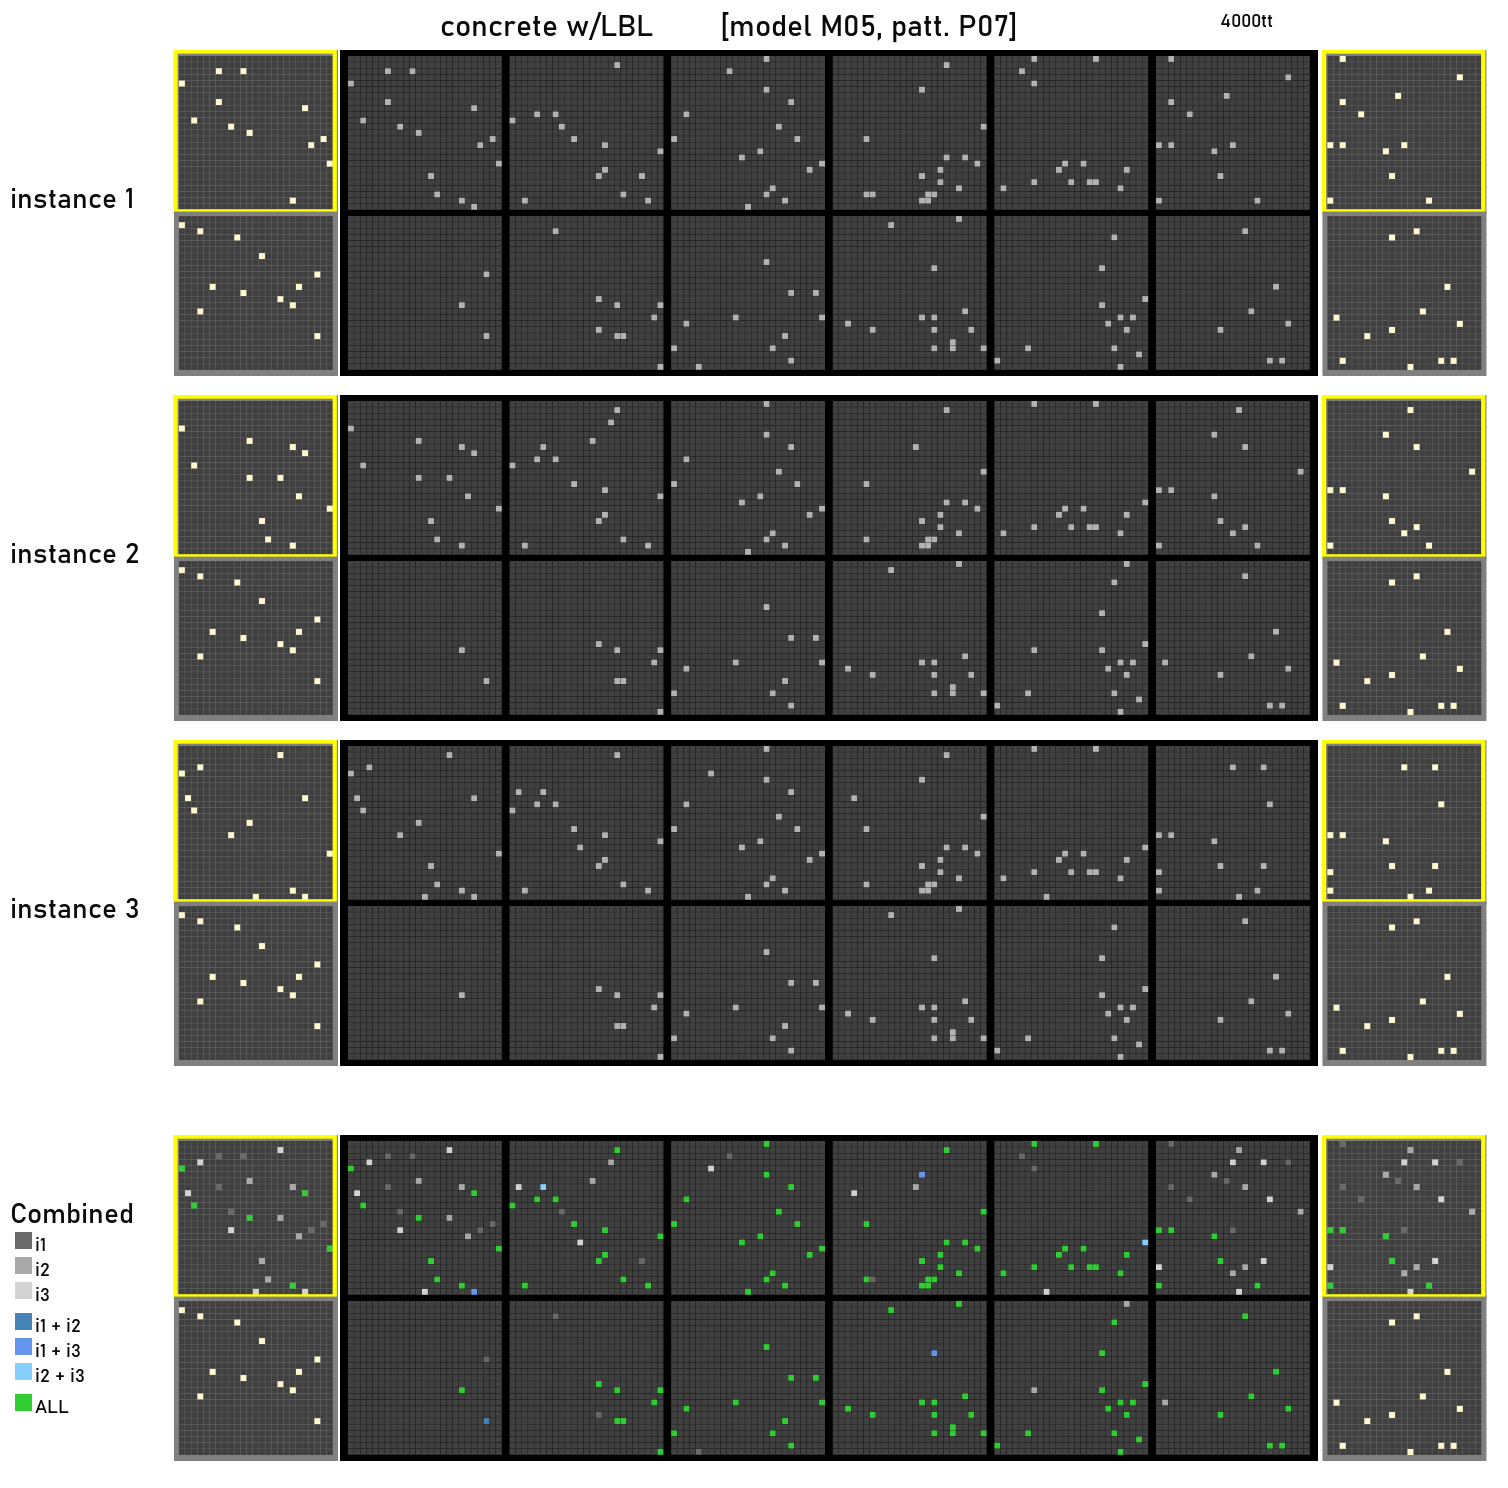 concrete w/LBL [model M05, patt. P07] 4000tt
instance 1
instance 2
instance 3
Combined
i1
i2
i3
i1 + i2
i1 + i3
i2 + i3
ALL